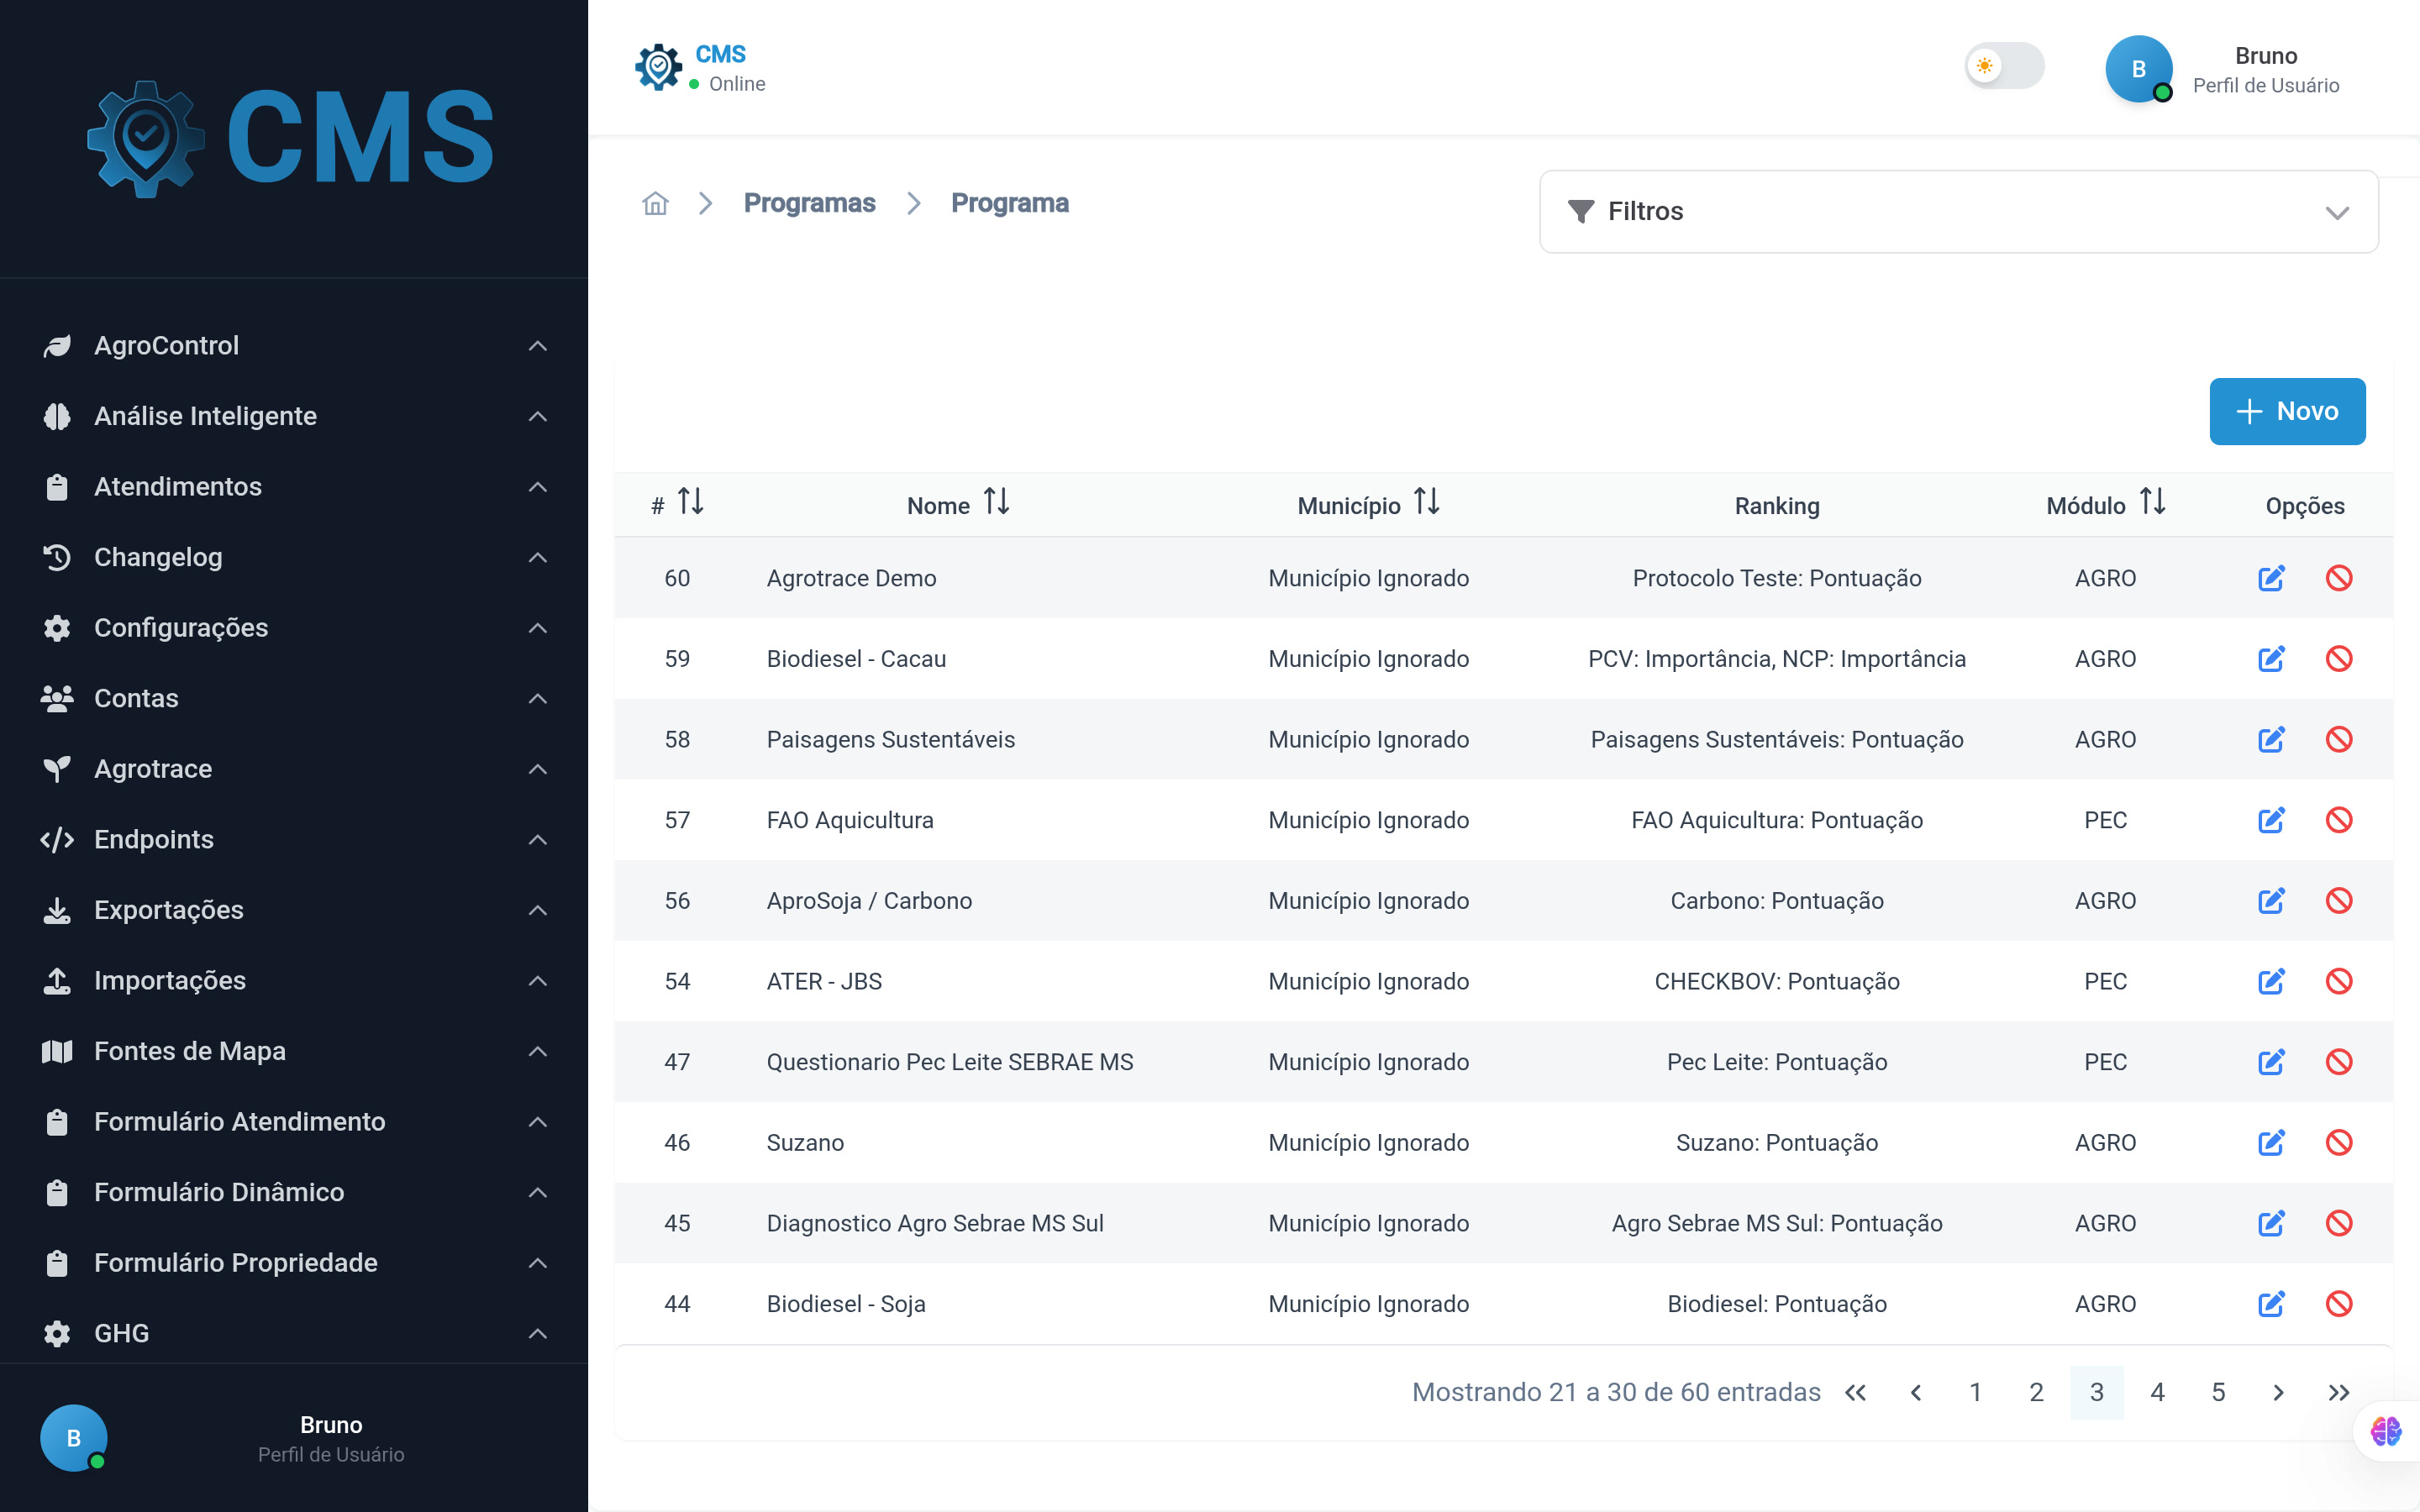 CMS
AgroControl
Análise Inteligente
Atendimentos
Changelog
Configurações
Contas
Agrotrace
Endpoints
Exportações
Importações
Fontes de Mapa
Formulário Atendimento
Formulário Dinâmico
Formulário Propriedade
GHG
B
Bruno
Perfil de Usuário
CMS
Online
B
Bruno
Perfil de Usuário
Programas Programa
Filtros
Novo
# Nome Município Ranking Módulo Opções
60 Agrotrace Demo Município Ignorado Protocolo Teste: Pontuação AGRO
59 Biodiesel - Cacau Município Ignorado PCV: Importância, NCP: Importância AGRO
58 Paisagens Sustentáveis Município Ignorado Paisagens Sustentáveis: Pontuação AGRO
57 FAO Aquicultura Município Ignorado FAO Aquicultura: Pontuação PEC
56 AproSoja / Carbono Município Ignorado Carbono: Pontuação AGRO
54 ATER - JBS Município Ignorado CHECKBOV: Pontuação PEC
47 Questionario Pec Leite SEBRAE MS Município Ignorado Pec Leite: Pontuação PEC
46 Suzano Município Ignorado Suzano: Pontuação AGRO
45 Diagnostico Agro Sebrae MS Sul Município Ignorado Agro Sebrae MS Sul: Pontuação AGRO
44 Biodiesel - Soja Município Ignorado Biodiesel: Pontuação AGRO
Mostrando 21 a 30 de 60 entradas « ‹ 1 2 3 4 5 › »